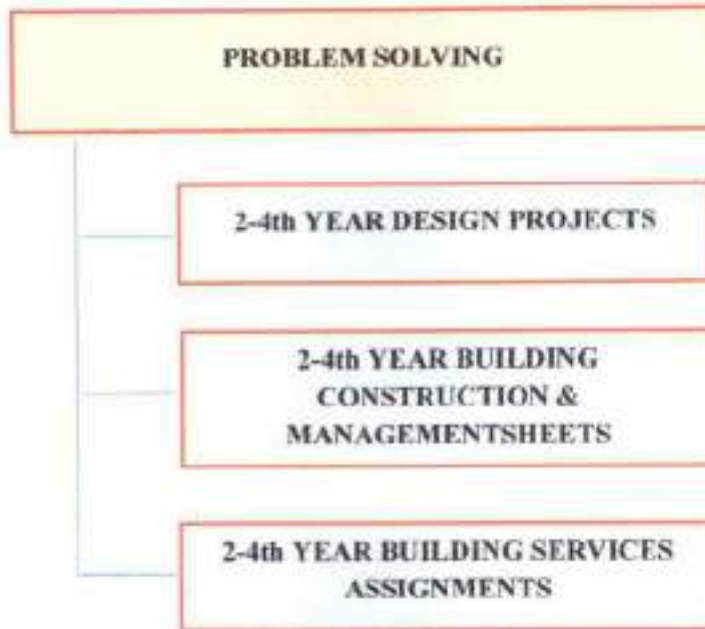 PROBLEM SOLVING
2-4th YEAR DESIGN PROJECTS
2-4th YEAR BUILDING
CONSTRUCTION &
MANAGEMENTSHEETS
2-4th YEAR BUILDING SERVICES
ASSIGNMENTS